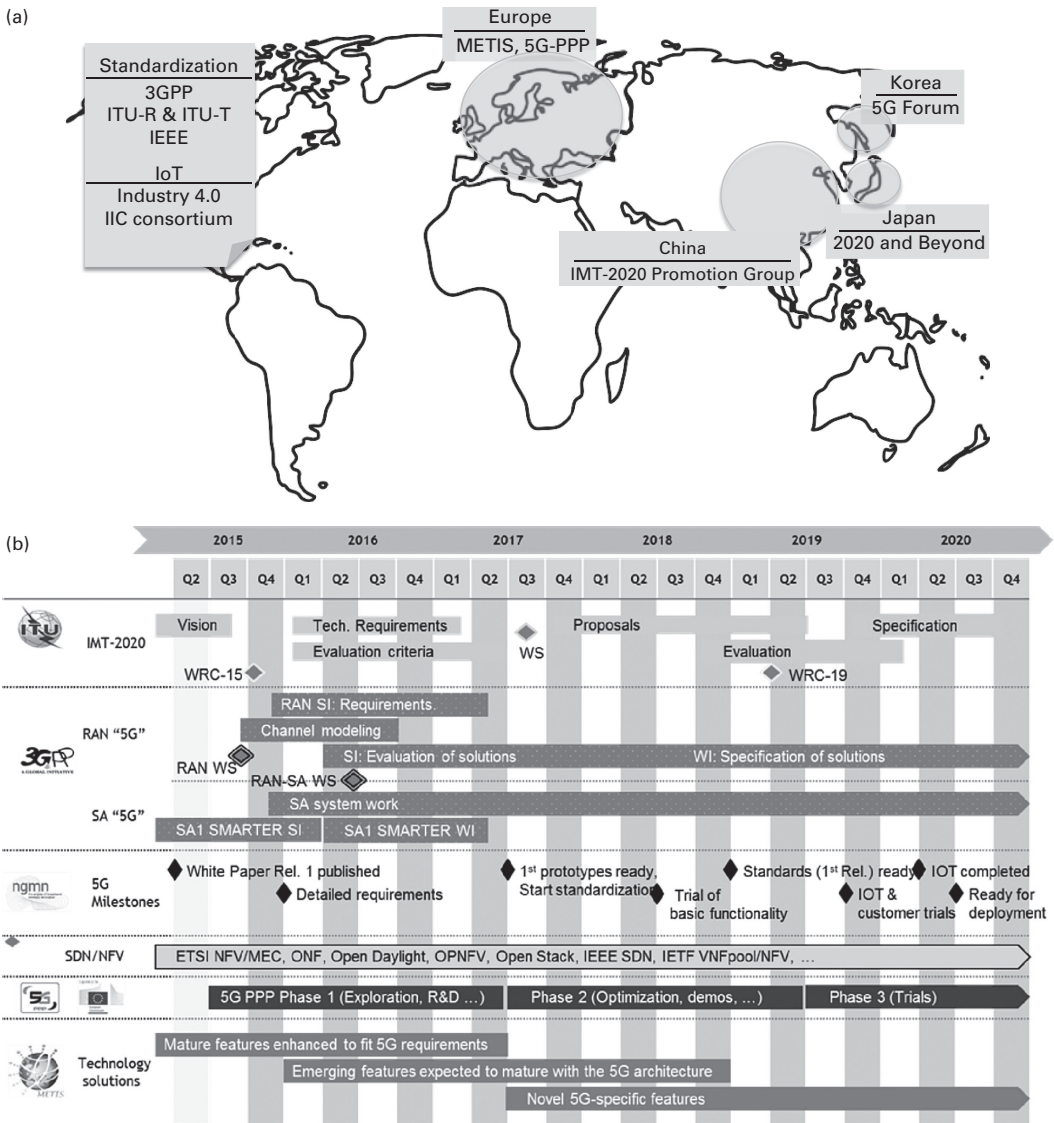 (a)
Europe
METIS, 5G-PPP
Standardization
3GPP
ITU-R & ITU-T
IEEE
IoT
Industry 4.0
IIC consortium
Korea
5G Forum
Japan
2020 and Beyond
China
IMT-2020 Promotion Group
(b)
2015 2016 2017 2018 2019 2020
Q2 Q3 Q4 Q1 Q2 Q3 Q4 Q1 Q2 Q3 Q4 Q1 Q2 Q3 Q4 Q1 Q2 Q3 Q4 Q1 Q2 Q3 Q4
ITU
IMT-2020
Vision Tech. Requirements Proposals Specification
Evaluation criteria WS Evaluation
WRC-15 WRC-19
3GPP
A GLOBAL INITIATIVE
RAN “5G”
RAN SI: Requirements.
Channel modeling
RAN WS SI: Evaluation of solutions WI: Specification of solutions
RAN-SA WS
SA “5G”
SA system work
SA1 SMARTER SI SA1 SMARTER WI
ngmn
5G
Milestones
White Paper Rel. 1 published
Detailed requirements
1st prototypes ready,
Start standardization
Trial of
basic functionality
Standards (1st Rel.) ready
IOT &
customer trials
IOT completed
Ready for
deployment
SDN/NFV
ETSI NFV/MEC, ONF, Open Daylight, OPNFV, Open Stack, IEEE SDN, IETF VNFpool/NFV, ...
5G
PPP
5G PPP Phase 1 (Exploration, R&D ...) Phase 2 (Optimization, demos, ...) Phase 3 (Trials)
METIS
Technology
solutions
Mature features enhanced to fit 5G requirements
Emerging features expected to mature with the 5G architecture
Novel 5G-specific features